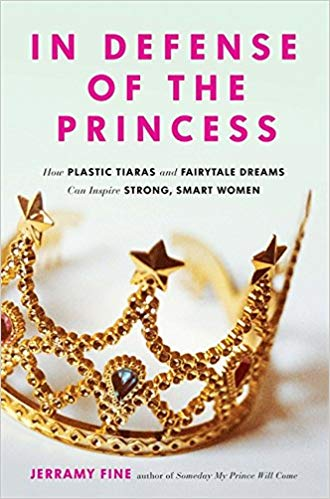 IN DEFENSE
OF THE
PRINCESS
How PLASTIC TIARAS and FAIRYTALE DREAMS
Can Inspire STRONG, SMART WOMEN
JERRAMY FINE author of Someday My Prince Will Come